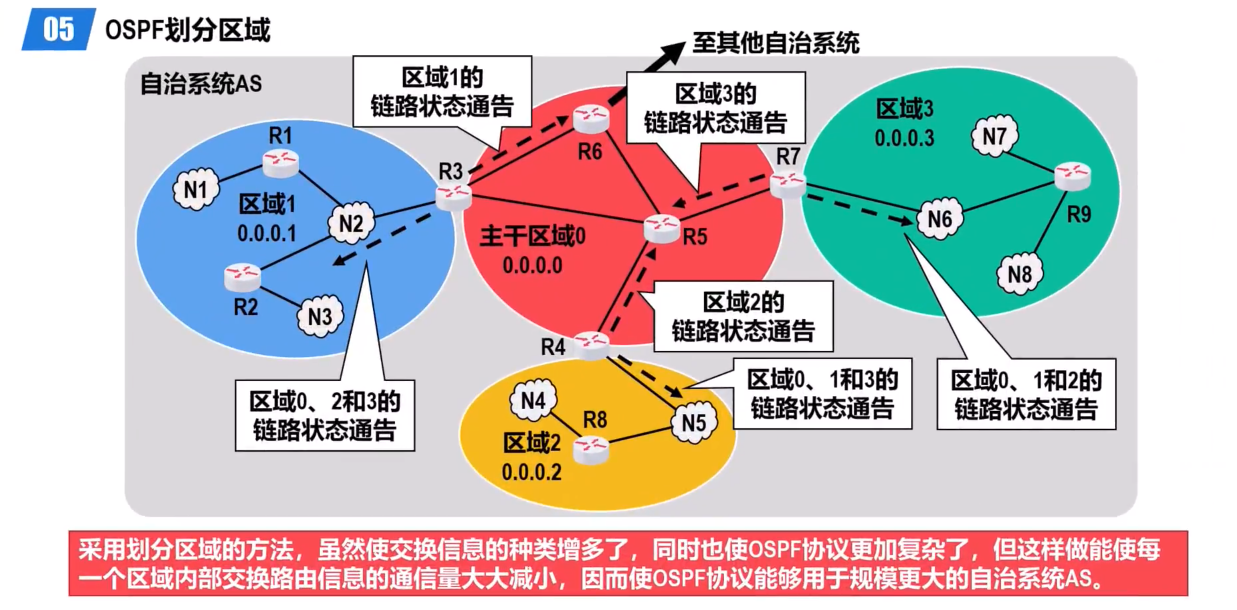 05 OSPF划分区域
自治系统AS
至其他自治系统
区域1的
链路状态通告
区域3的
链路状态通告
R1
N1
区域1
0.0.0.1
N2
R2
N3
R3
R6
R7
主干区域0
0.0.0.0
R5
区域3
0.0.0.3
N7
N6
R9
N8
区域2的
链路状态通告
R4
区域0、2和3的
链路状态通告
区域0、1和3的
链路状态通告
区域0、1和2的
链路状态通告
N4
R8
N5
区域2
0.0.0.2
采用划分区域的方法，虽然使交换信息的种类增多了，同时也使OSPF协议更加复杂了，但这样做能使每
一个区域内部交换路由信息的通信量大大减小，因而使OSPF协议能够用于规模更大的自治系统AS。